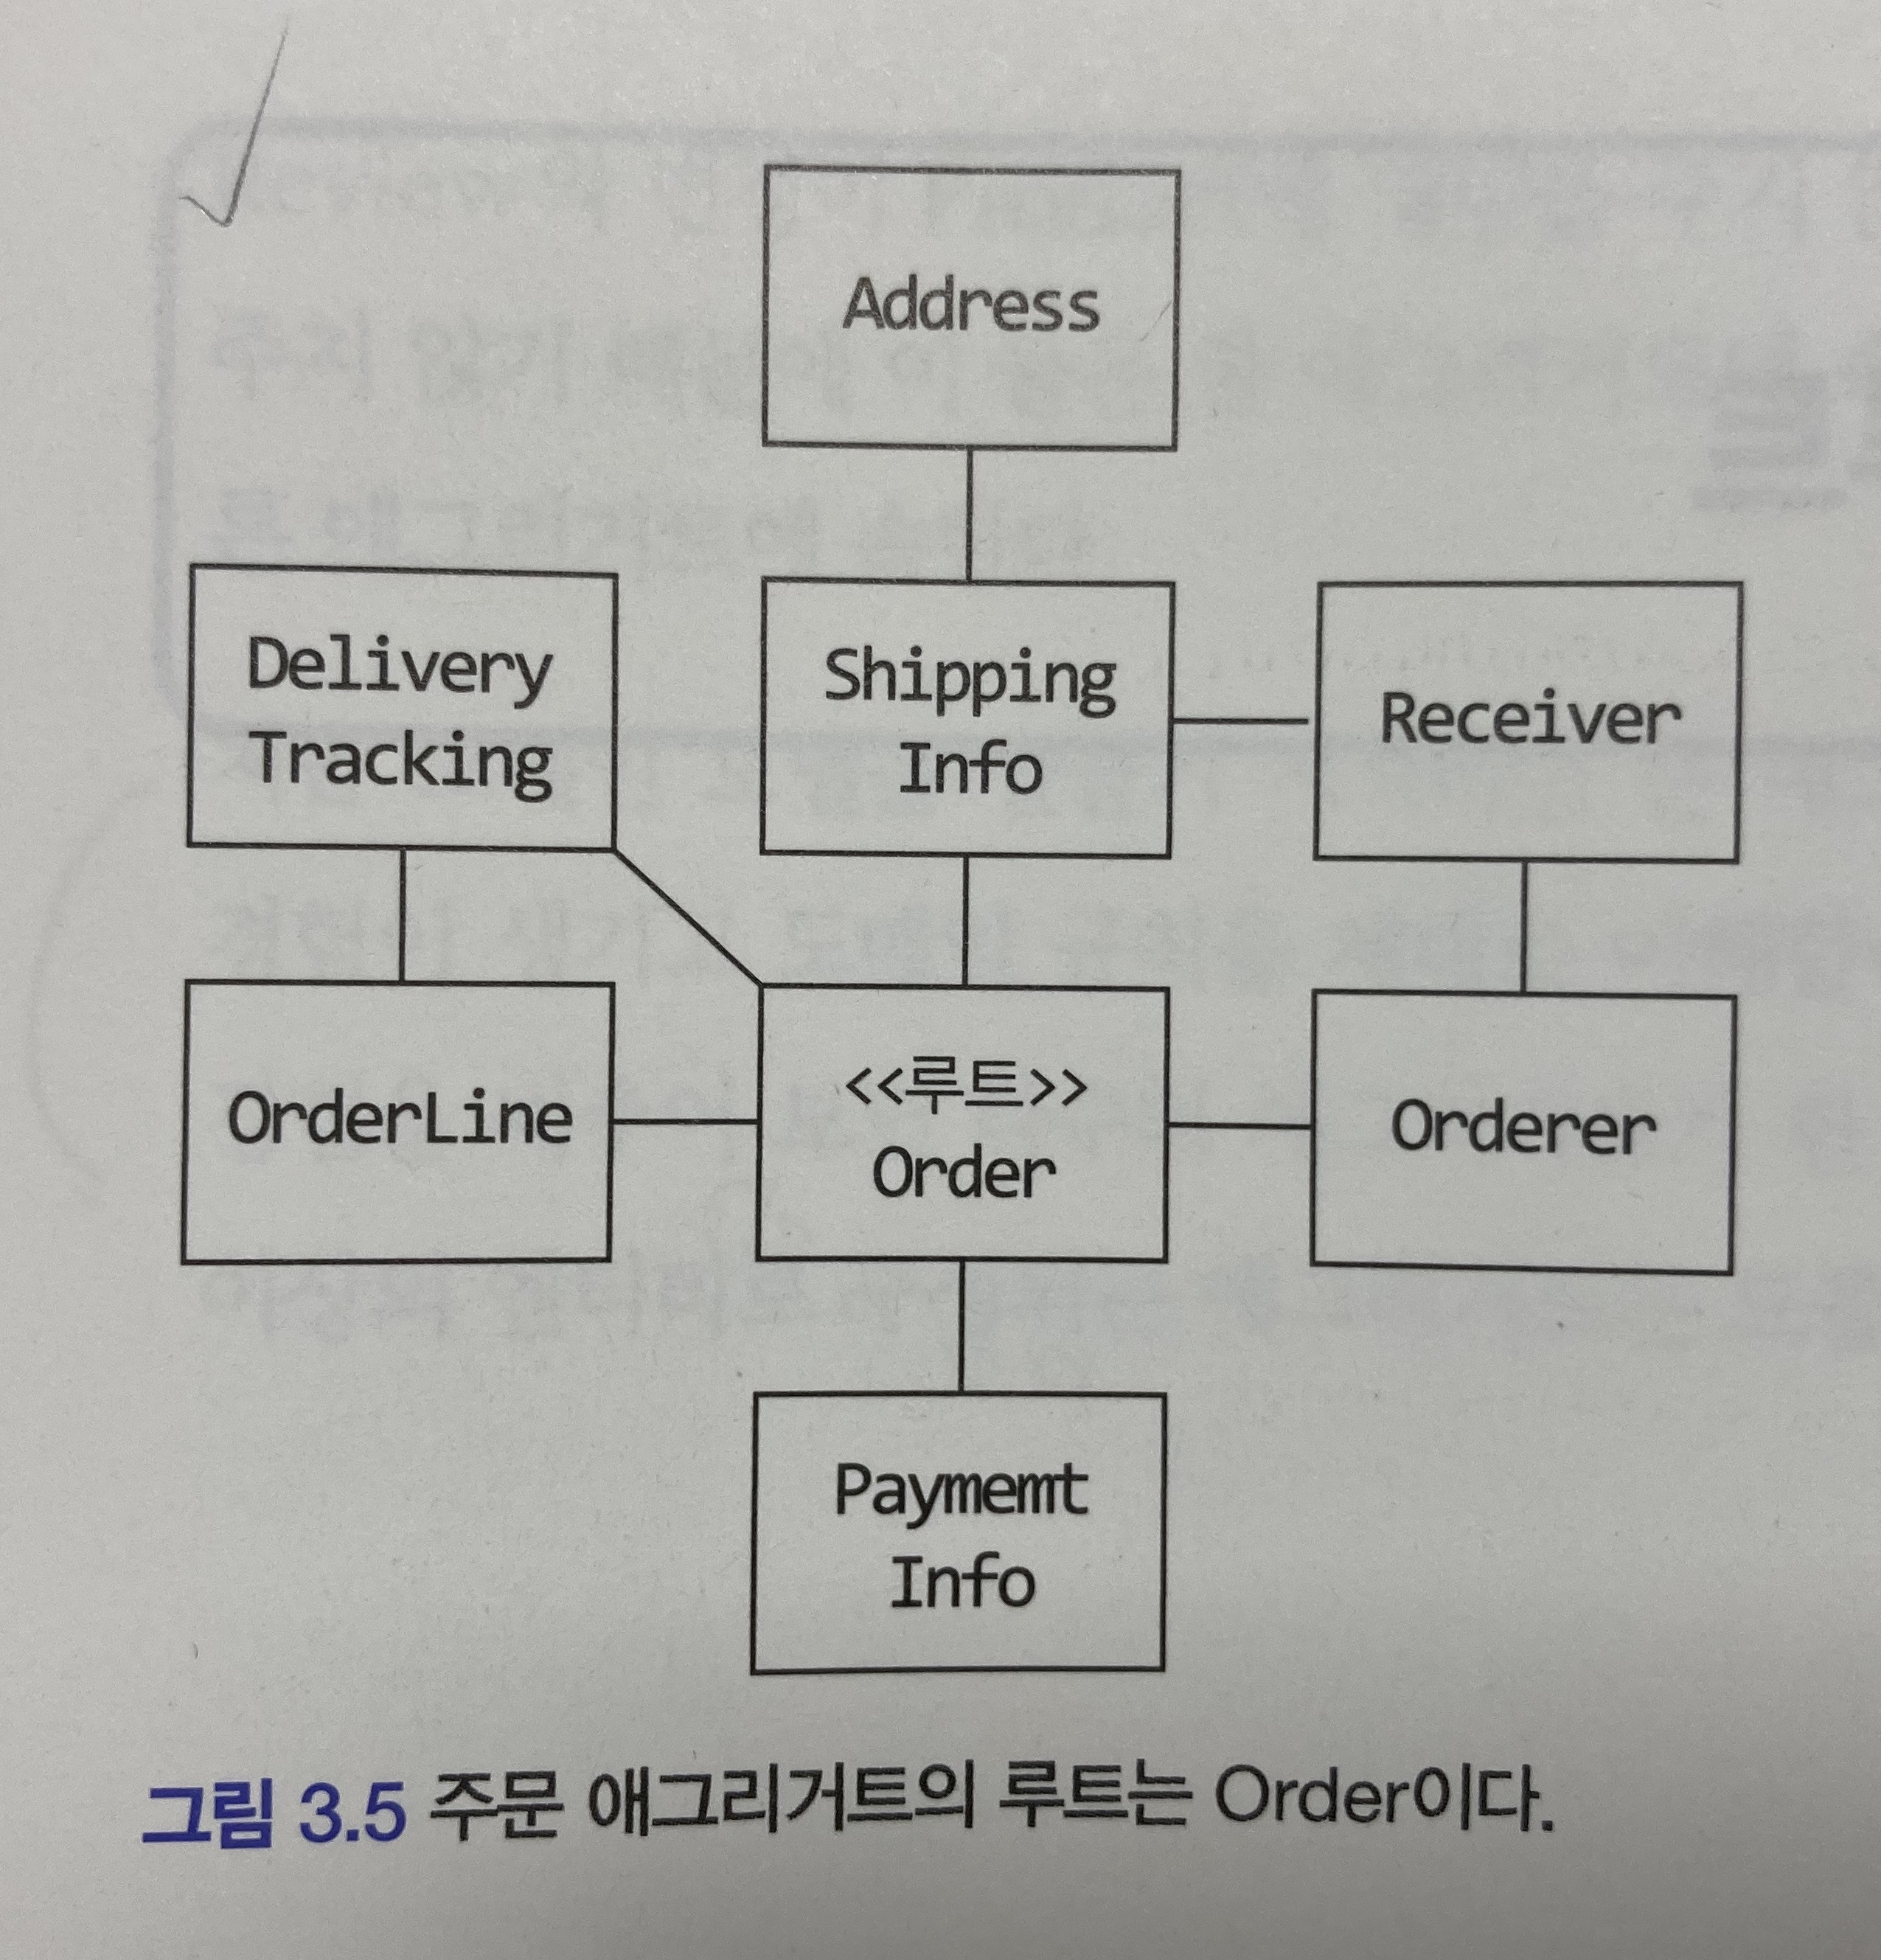 Address
Delivery
Tracking
Shipping
Info
Receiver
OrderLine
<<루트>>
Order
Orderer
Paymemt
Info
그림 3.5 주문 애그리거트의 루트는 Order이다.